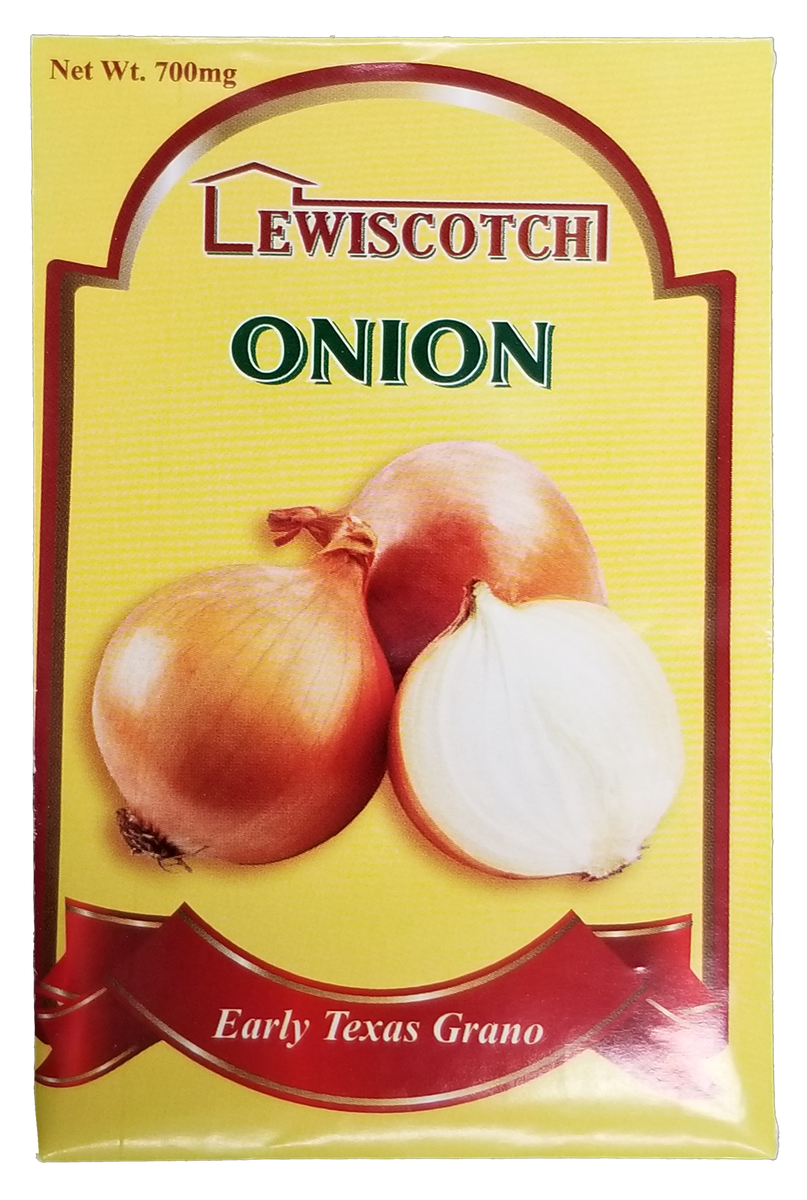 Net Wt. 700mg
LEWISCOTCH
ONION
Early Texas Grano